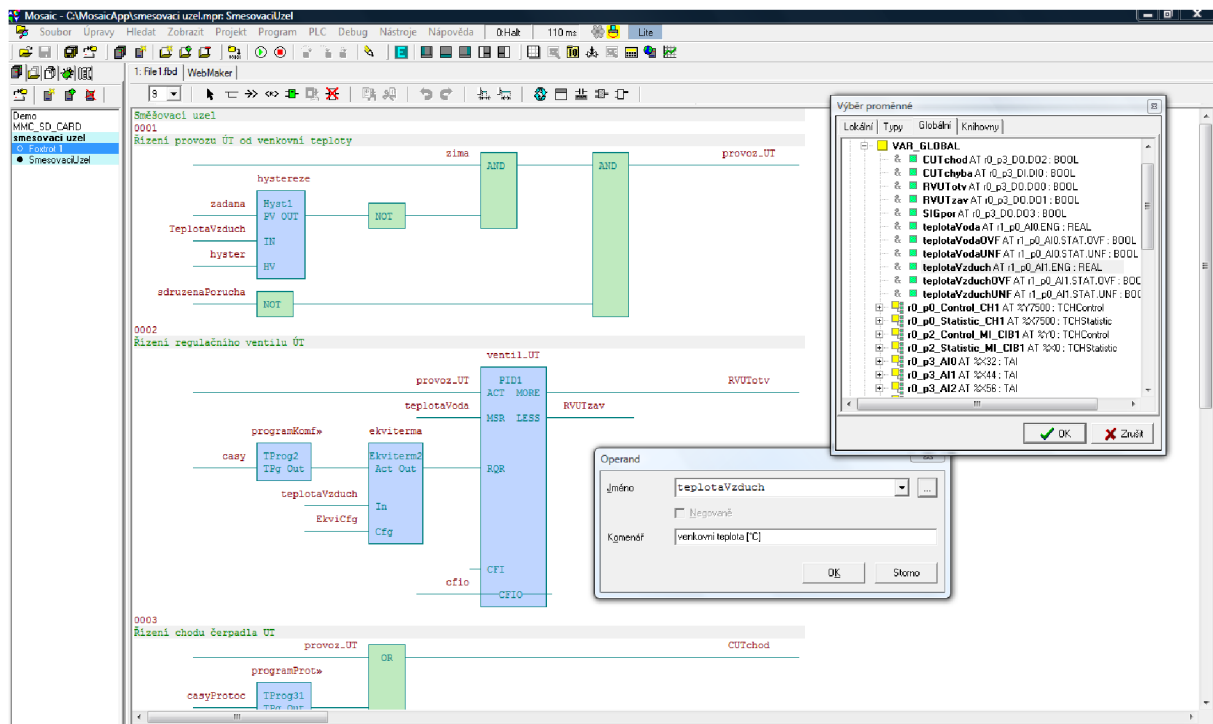 Mosaic - C:\MosaicApp\smesovaci uzel.mpr: SmesovaciUzel
Soubor Úpravy Hledat Zobrazit Projekt Program PLC Debug Nástroje Nápověda 0:Halt 110 ms Lite
1: File1.fbd WebMaker
9
Demo
MMC_SD_CARD
smesovaci uzel
Foxtrot 1
SmesovaciUzel
Směšovací uzel
0001
Řízení provozu ÚT od venkovní teploty
zima
provoz_UT
AND
AND
hystereze
zadana
Hyst1
PV OUT
NOT
TeplotaVzduch
IN
hyster
HV
sdruzenaPorucha
NOT
0002
Řízení regulačního ventilu ÚT
ventil_UT
provoz_UT
PID1
RVUTotv
ACT MORE
teplotaVoda
RVUTzav
MSR LESS
programKomf»
ekviterma
casy
TProg2
Ekviterm2
TPg Out
Act Out
RQR
teplotaVzduch
In
EkviCfg
Cfg
CFI
cfio
CFIO
0003
Řízení chodu čerpadla UT
provoz_UT
CUTchod
OR
programProt»
casyProtoc
TProg31
TPg Out
Výběr proměnné
Lokální Typy Globální Knihovny
VAR_GLOBAL
CUTchod AT r0_p3_DO.DO2 : BOOL
CUTchyba AT r0_p3_DI.DI0 : BOOL
RVUTotv AT r0_p3_DO.DO0 : BOOL
RVUTzav AT r0_p3_DO.DO1 : BOOL
SIGpor AT r0_p3_DO.DO3 : BOOL
teplotaVoda AT r1_p0_AI0.ENG : REAL
teplotaVodaOVF AT r1_p0_AI0.STAT.OVF : BOOL
teplotaVodaUNF AT r1_p0_AI0.STAT.UNF : BOOL
teplotaVzduch AT r1_p0_AI1.ENG : REAL
teplotaVzduchOVF AT r1_p0_AI1.STAT.OVF : BOO
teplotaVzduchUNF AT r1_p0_AI1.STAT.UNF : BOO
r0_p0_Control_CH1 AT %Y7500 : TCHControl
r0_p0_Statistic_CH1 AT %X7500 : TCHStatistic
r0_p2_Control_MI_CIB1 AT %Y0 : TCHControl
r0_p2_Statistic_MI_CIB1 AT %X0 : TCHStatistic
r0_p3_AI0 AT %X32 : TAI
r0_p3_AI1 AT %X44 : TAI
r0_p3_AI2 AT %X56 : TAI
OK Zrušit
Operand
Jméno teplotaVzduch ...
Negované
Komenář venkovní teplota [°C]
OK Storno